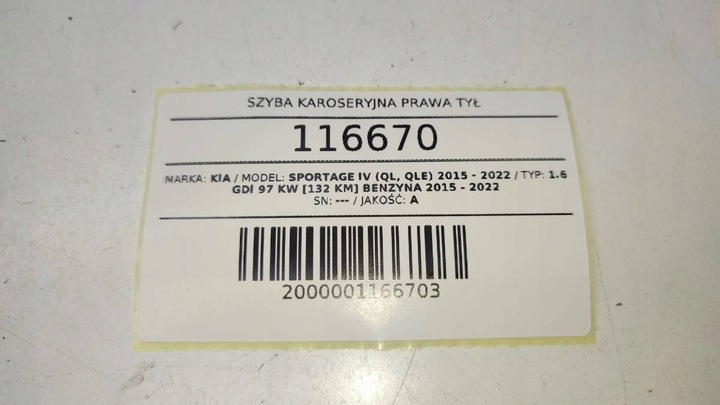 SZYBA KAROSERYJNA PRAWA TYŁ
116670
MARKA: KIA / MODEL: SPORTAGE IV (QL, QLE) 2015 - 2022 / TYP: 1.6
GDI 97 KW [132 KM] BENZYNA 2015 - 2022
SN: --- / JAKOŚĆ: A
2000001166703